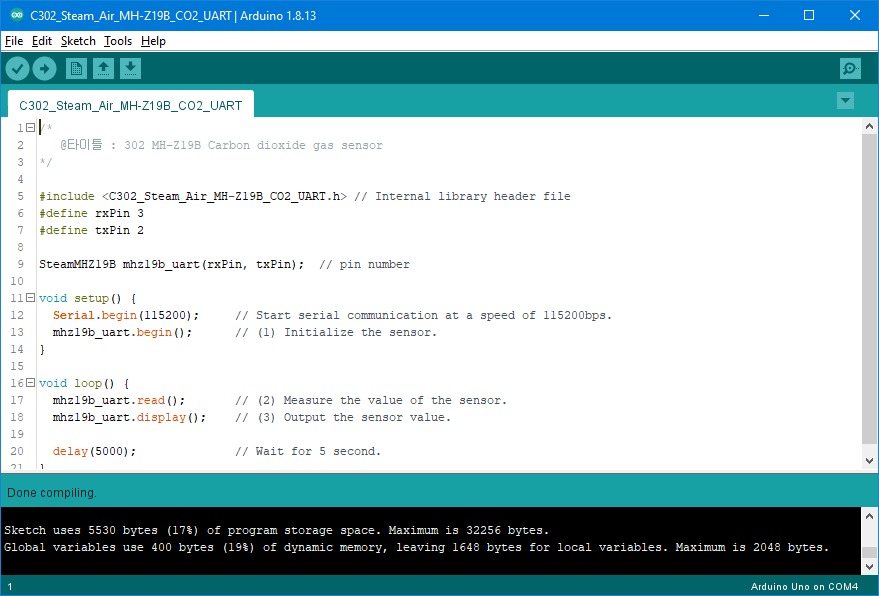 C302_Steam_Air_MH-Z19B_CO2_UART | Arduino 1.8.13
File Edit Sketch Tools Help
C302_Steam_Air_MH-Z19B_CO2_UART
1 /*
2 @타이틀 : 302 MH-Z19B Carbon dioxide gas sensor
3 */
4
5 #include <C302_Steam_Air_MH-Z19B_CO2_UART.h> // Internal library header file
6 #define rxPin 3
7 #define txPin 2
8
9 SteamMHZ19B mhz19b_uart(rxPin, txPin);  // pin number
10
11 void setup() {
12 Serial.begin(115200);     // Start serial communication at a speed of 115200bps.
13 mhz19b_uart.begin();      // (1) Initialize the sensor.
14 }
15
16 void loop() {
17 mhz19b_uart.read();       // (2) Measure the value of the sensor.
18 mhz19b_uart.display();    // (3) Output the sensor value.
19
20 delay(5000);              // Wait for 5 second.
21 }
Done compiling.
Sketch uses 5530 bytes (17%) of program storage space. Maximum is 32256 bytes.
Global variables use 400 bytes (19%) of dynamic memory, leaving 1648 bytes for local variables. Maximum is 2048 bytes.
1 Arduino Uno on COM4